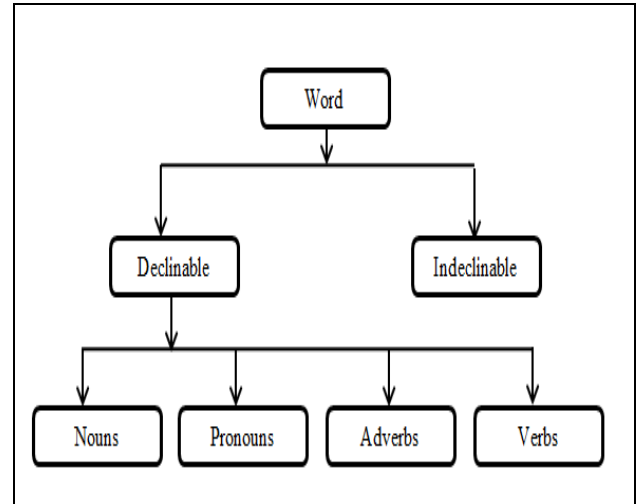 Word
Declinable
Indeclinable
Nouns
Pronouns
Adverbs
Verbs